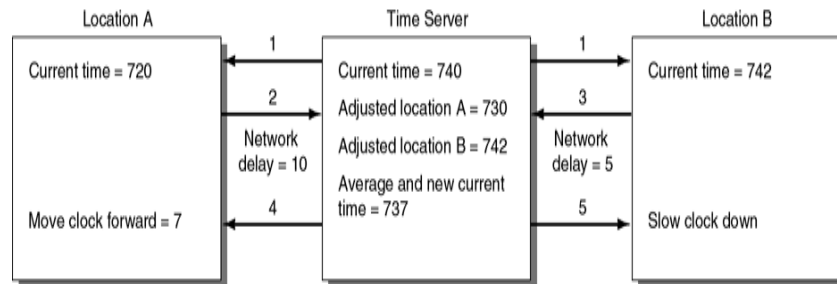 Location A
Time Server
Location B
1
1
Current time = 720
Current time = 740
Current time = 742
2
3
Adjusted location A = 730
Network
delay = 10
Adjusted location B = 742
Network
delay = 5
Average and new current
time = 737
4
5
Move clock forward = 7
Slow clock down